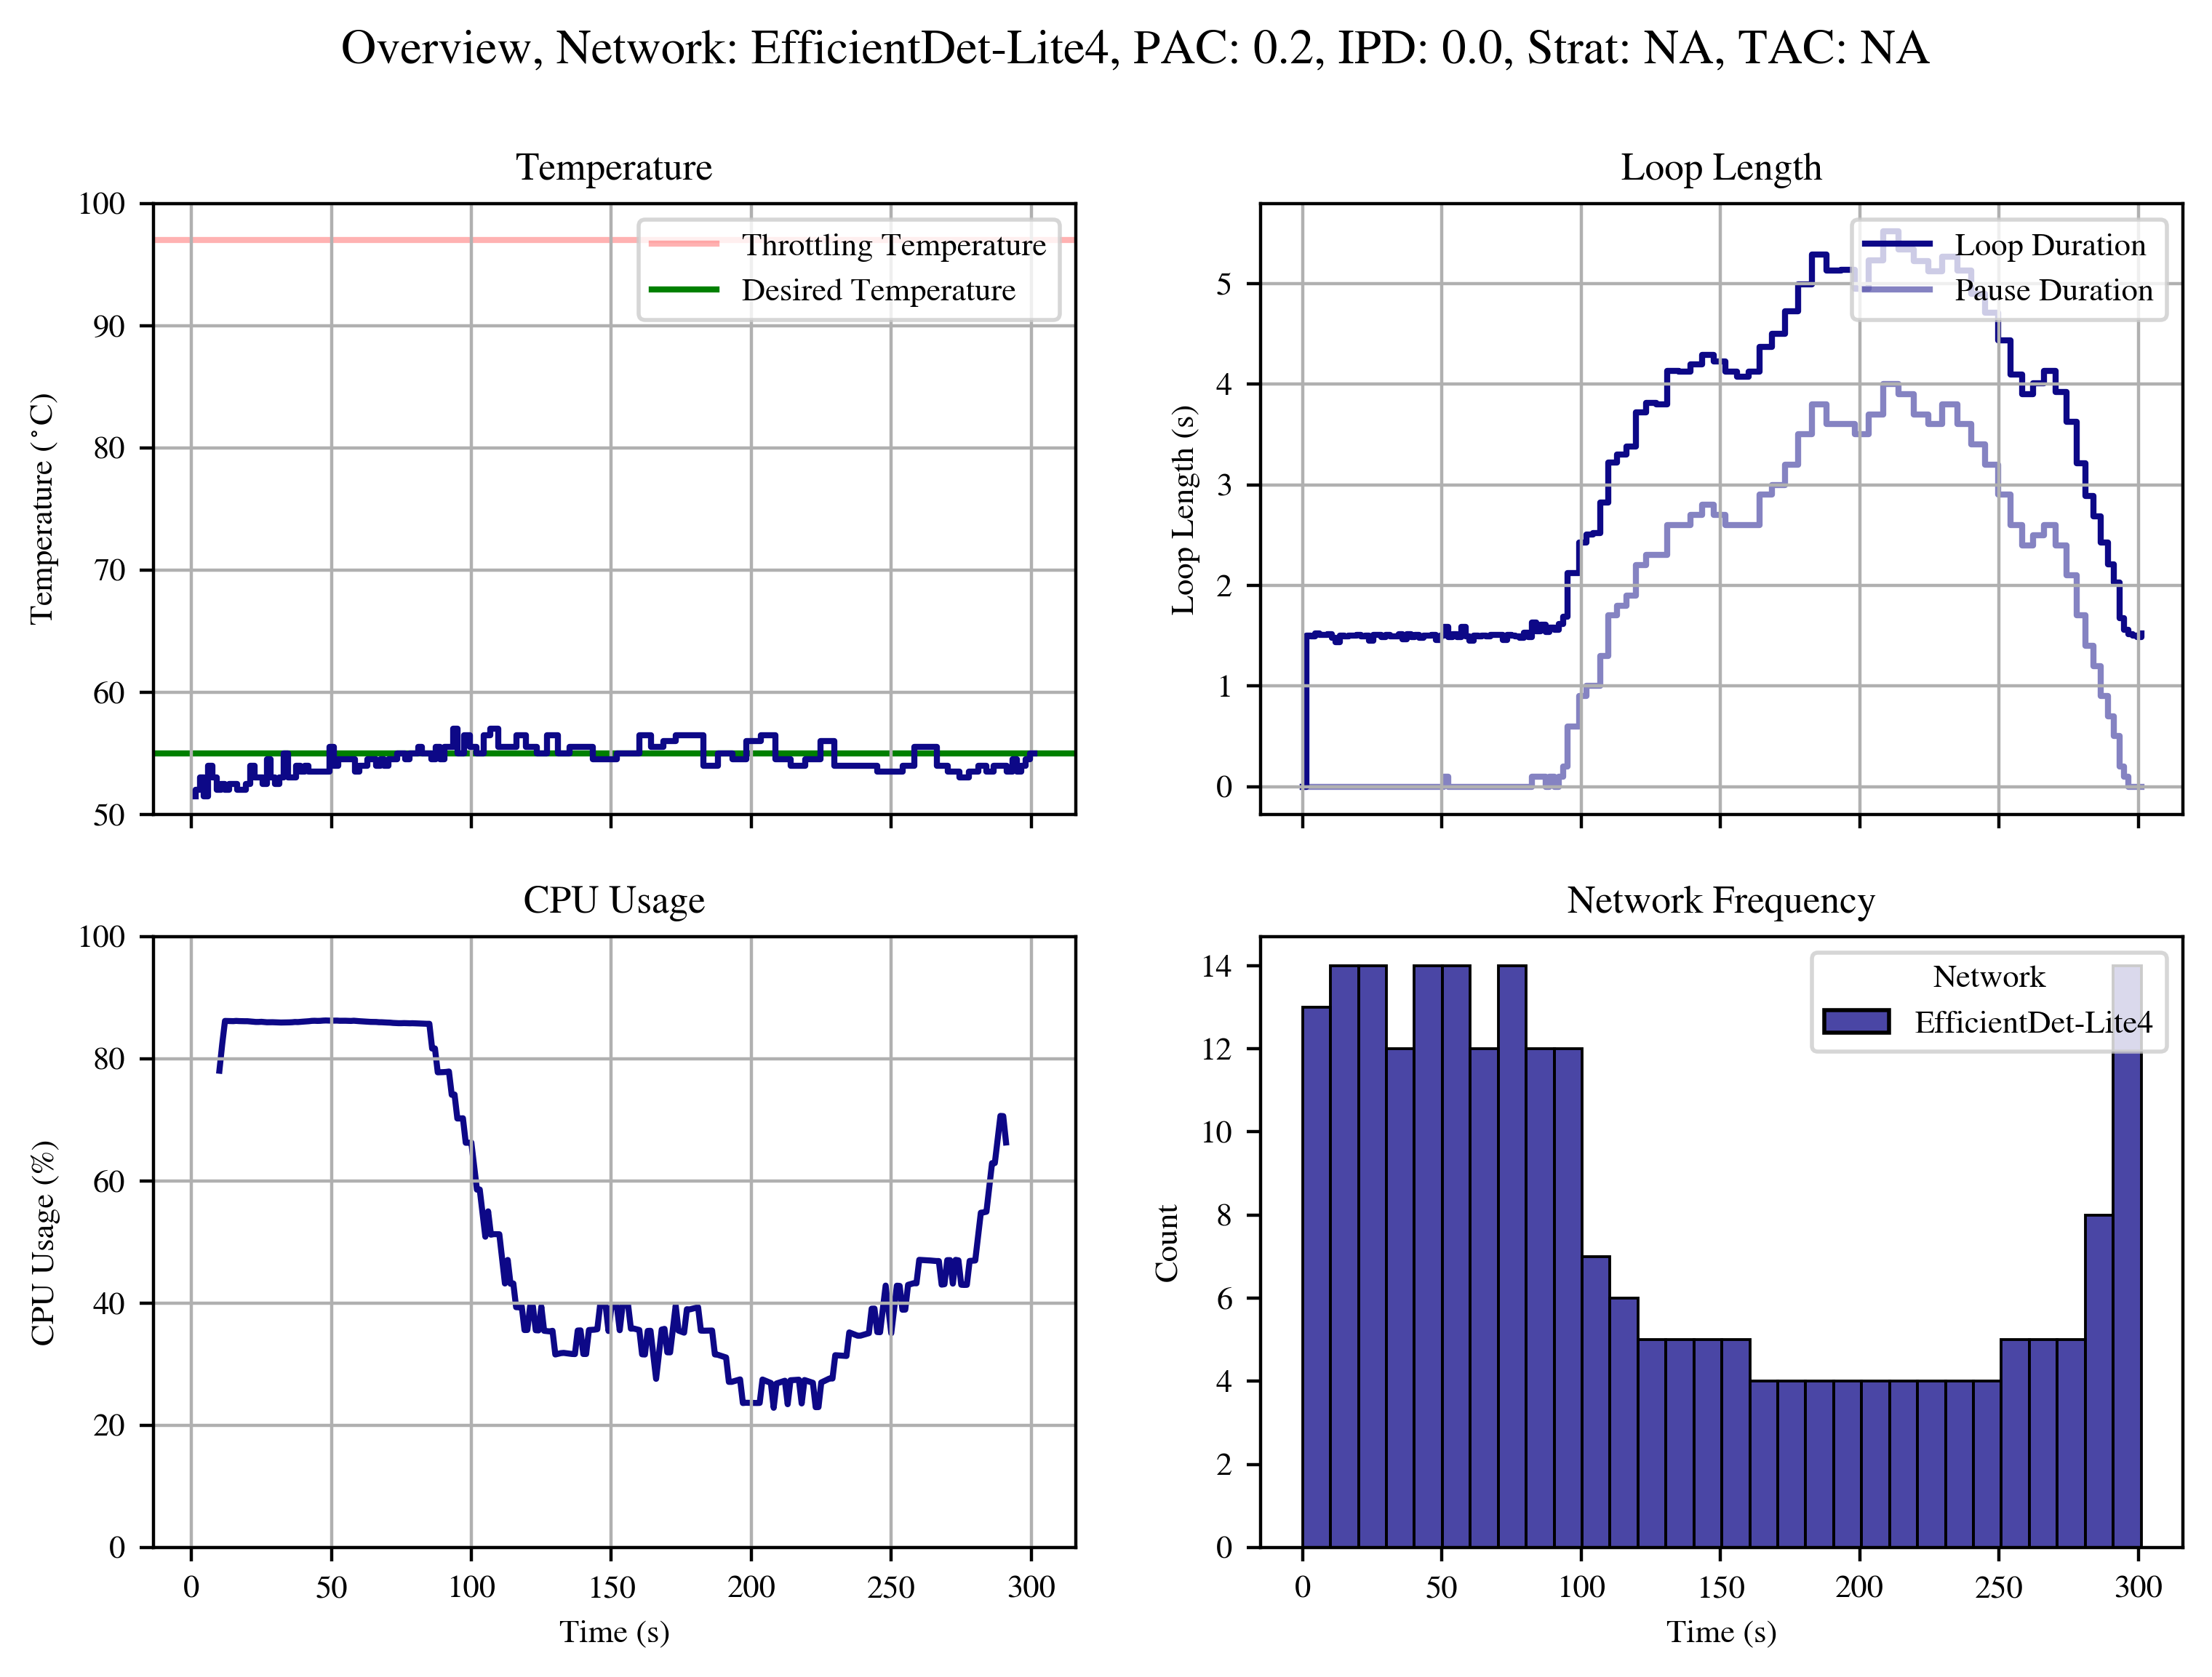 Overview, Network: EfficientDet-Lite4, PAC: 0.2, IPD: 0.0, Strat: NA, TAC: NA
Temperature
100
90
80
70
60
50
Temperature (°C)
Throttling Temperature
Desired Temperature
Loop Length
5
4
3
2
1
0
Loop Length (s)
Loop Duration
Pause Duration
CPU Usage
100
80
60
40
20
0
CPU Usage (%)
0 50 100 150 200 250 300
Time (s)
Network Frequency
14
12
10
8
6
4
2
0
Count
Network
EfficientDet-Lite4
0 50 100 150 200 250 300
Time (s)